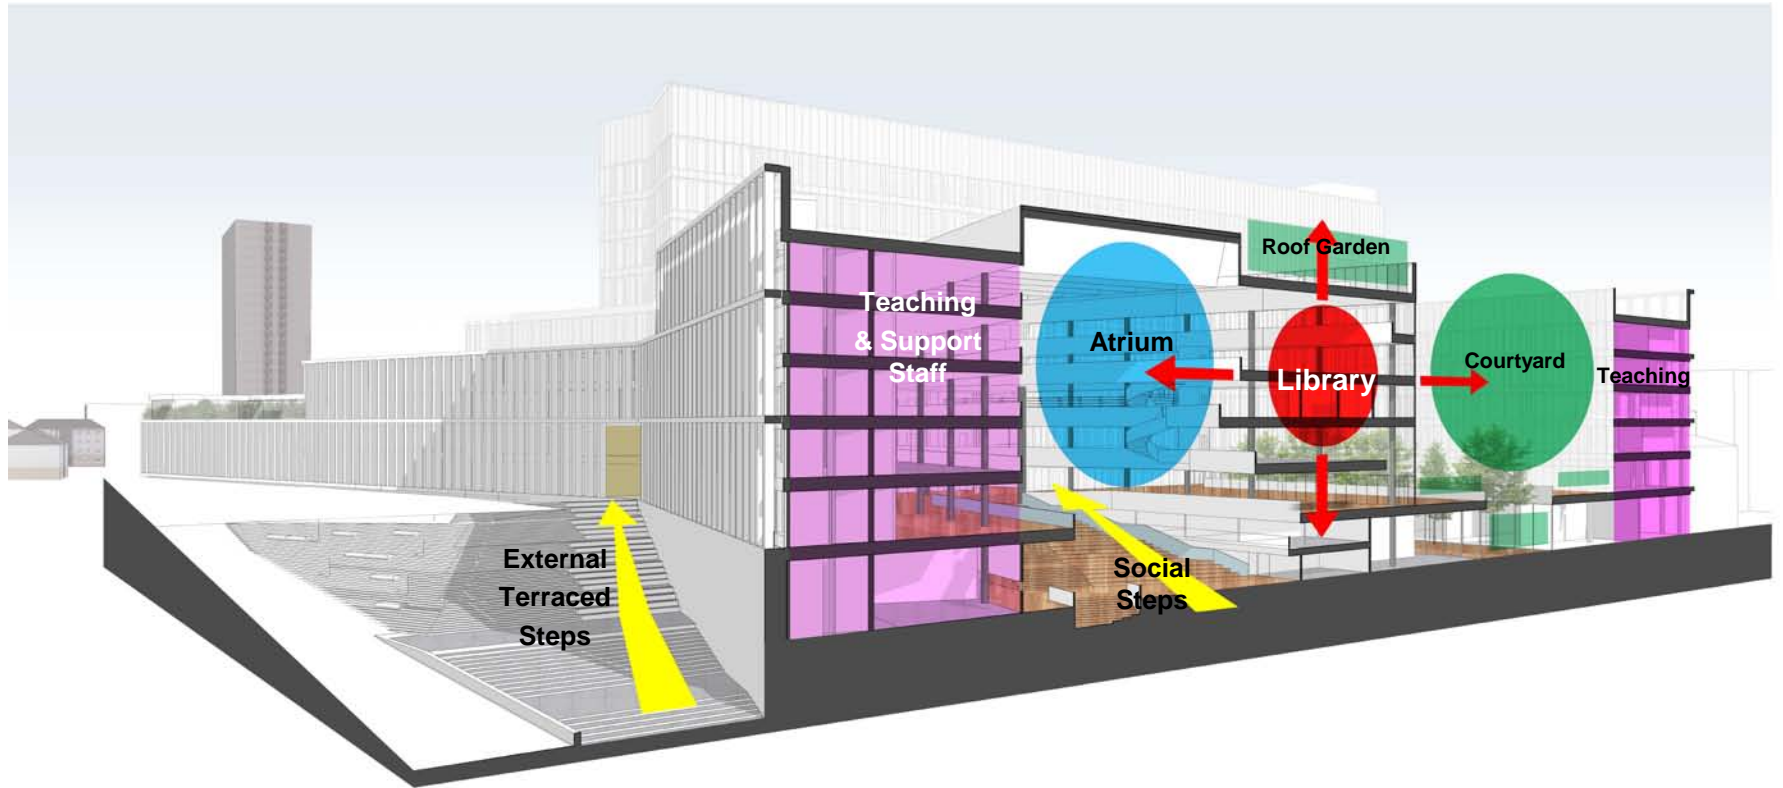 Roof Garden
Teaching
& Support
Staff
Atrium
Library
Courtyard
Teaching
External
Terraced
Steps
Social
Steps